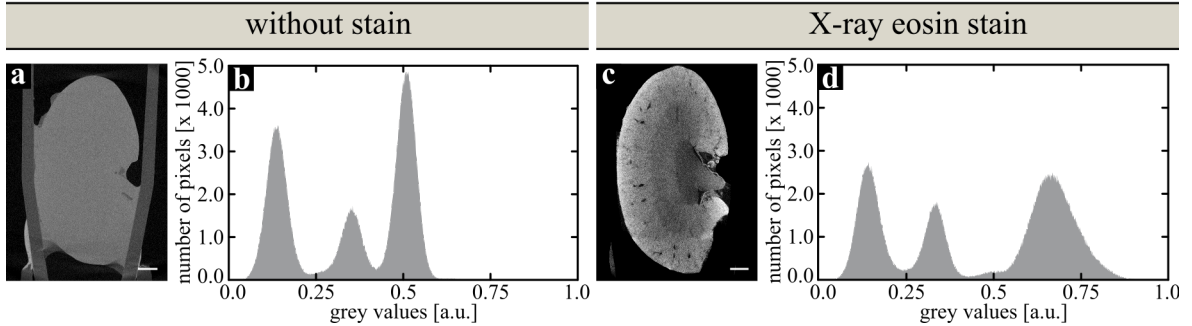 without stain
X-ray eosin stain
a
b
number of pixels [x 1000]
5.0
4.0
3.0
2.0
1.0
0.0
0.0 0.25 0.5 0.75 1.0
grey values [a.u.]
c
d
number of pixels [x 1000]
5.0
4.0
3.0
2.0
1.0
0.0
0.0 0.25 0.50 0.75 1.0
grey values [a.u.]